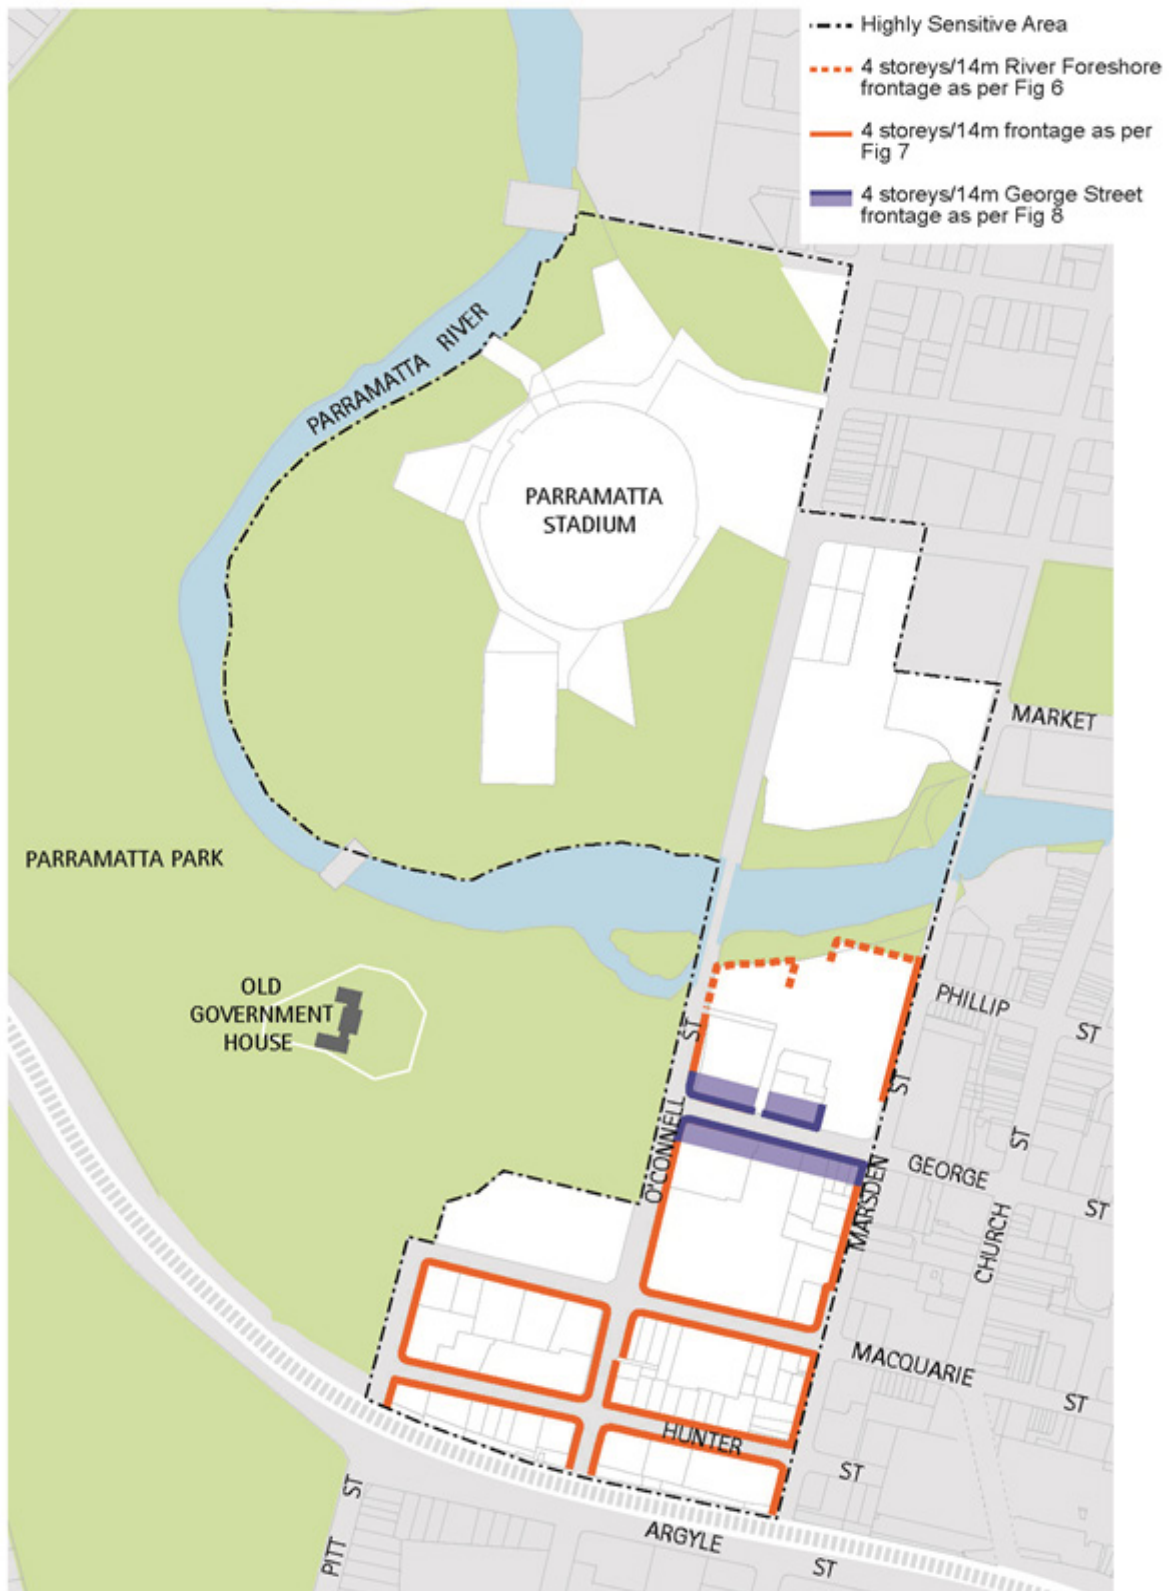 Highly Sensitive Area
4 storeys/14m River Foreshore
frontage as per Fig 6
4 storeys/14m frontage as per
Fig 7
4 storeys/14m George Street
frontage as per Fig 8
PARRAMATTA RIVER
PARRAMATTA
STADIUM
MARKET
PARRAMATTA PARK
OLD
GOVERNMENT
HOUSE
PHILLIP
ST
O'CONNELL ST
MARSDEN ST
GEORGE
ST
CHURCH ST
MACQUARIE
ST
HUNTER
ST
PITT ST
ARGYLE
ST